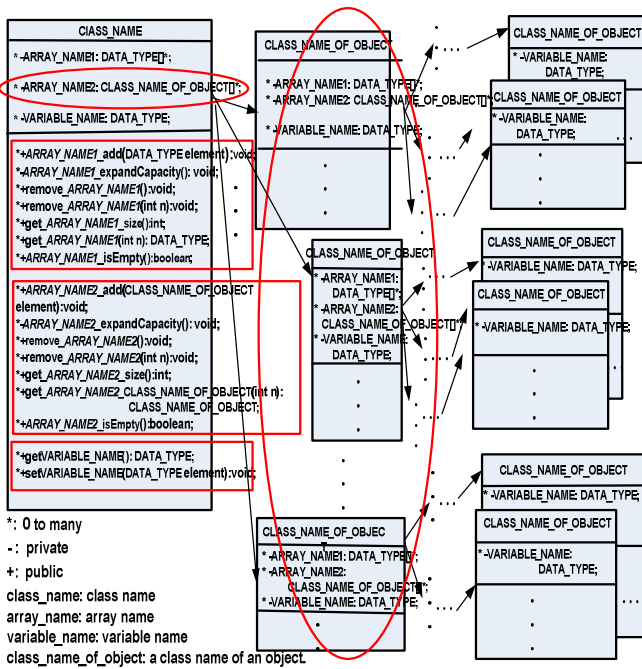 ClASS_NAME
* -ARRAY_NAME1: DATA_TYPE[]*;
* -ARRAY_NAME2: CLASS_NAME_OF_OBJECT[]*;
* -VARIABLE_NAME: DATA_TYPE;
*+ARRAY_NAME1_add(DATA_TYPE element):void;
*-ARRAY_NAME1_expandCapacity(): void;
*+remove_ARRAY_NAME1():void;
*+remove_ARRAY_NAME1(int n):void;
*+get_ARRAY_NAME1_size():int;
*+get_ARRAY_NAME1(int n): DATA_TYPE;
*+ARRAY_NAME1_isEmpty():boolean;
*+ARRAY_NAME2_add(CLASS_NAME_OF_OBJECT
element):void;
*-ARRAY_NAME2_expandCapacity(): void;
*+remove_ARRAY_NAME2():void;
*+remove_ARRAY_NAME2(int n):void;
*+get_ARRAY_NAME2_size():int;
*+get_ARRAY_NAME2_CLASS_NAME_OF_OBJECT(int n):
CLASS_NAME_OF_OBJECT;
*+ARRAY_NAME2_isEmpty():boolean;
*+getVARIABLE_NAME(): DATA_TYPE;
*+setVARIABLE_NAME(DATA_TYPE element):void;
*: 0 to many
-: private
+: public
class_name: class name
array_name: array name
variable_name: variable name
class_name_of_object: a class name of an object.
CLASS_NAME_OF_OBJECT
* -ARRAY_NAME1: DATA_TYPE[]*;
* -ARRAY_NAME2: CLASS_NAME_OF_OBJECT[]*;
* -VARIABLE_NAME: DATA_TYPE;
CLASS_NAME_OF_OBJECT
* -ARRAY_NAME1:
DATA_TYPE[]*;
* -ARRAY_NAME2:
CLASS_NAME_OF_OBJECT[]*;
* -VARIABLE_NAME:
DATA_TYPE;
CLASS_NAME_OF_OBJEC
* -ARRAY_NAME1: DATA_TYPE[]*;
* -ARRAY_NAME2:
CLASS_NAME_OF_OBJECT[]*;
* -VARIABLE_NAME: DATA_TYPE;
CLASS_NAME_OF_OBJECT
* -VARIABLE_NAME:
DATA_TYPE;
CLASS_NAME_OF_OBJECT
* -VARIABLE_NAME:
DATA_TYPE;
CLASS_NAME_OF_OBJECT
* -VARIABLE_NAME: DATA_TYPE;
CLASS_NAME_OF_OBJECT
* -VARIABLE_NAME: DATA_TYPE;
CLASS_NAME_OF_OBJECT
* -VARIABLE_NAME: DATA_TYPE;
CLASS_NAME_OF_OBJECT
* -VARIABLE_NAME:
DATA_TYPE;